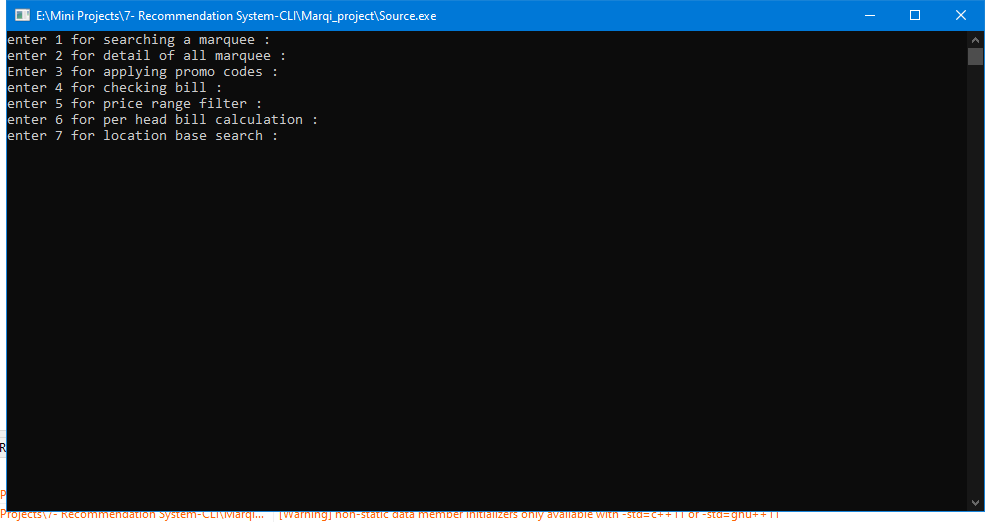 E:\Mini Projects\7- Recommendation System-CLI\Marqi_project\Source.exe
enter 1 for searching a marquee :
enter 2 for detail of all marquee :
Enter 3 for applying promo codes :
enter 4 for checking bill :
enter 5 for price range filter :
enter 6 for per head bill calculation :
enter 7 for location base search :
R
P
Projects\7- Recommendation System-CLI\Marqi... [Warning] non-static data member initializers only available with -std=c++11 or -std=gnu++11